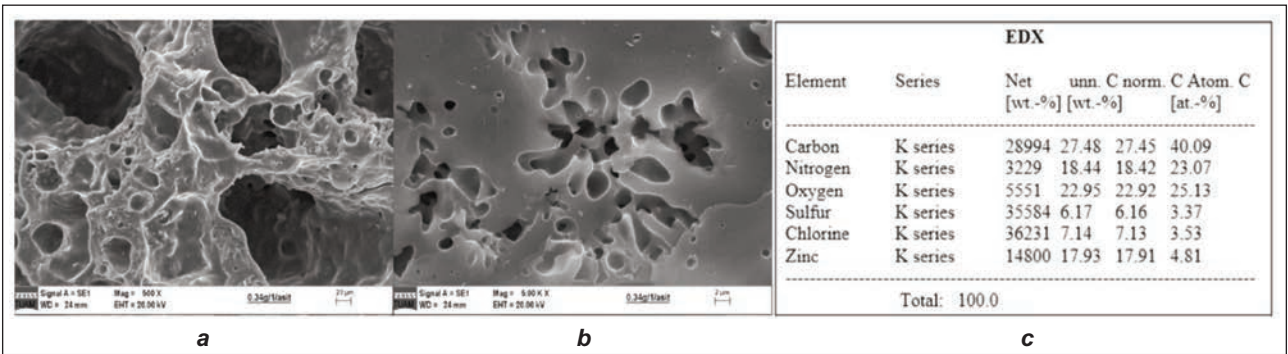 Signal A = SE1 Mag = 500 X
WD = 24 mm EHT = 20.00 kV
0.34g/1/asit
a
Signal A = SE1 Mag = 5.00 K X
WD = 24 mm EHT = 20.00 kV
0.34g/1/asit
2 µm
b
EDX
Element Series Net unn. C norm. C Atom. C
[wt.-%] [wt.-%] [at.-%]
Carbon K series 28994 27.48 27.45 40.09
Nitrogen K series 3229 18.44 18.42 23.07
Oxygen K series 5551 22.95 22.92 25.13
Sulfur K series 35584 6.17 6.16 3.37
Chlorine K series 36231 7.14 7.13 3.53
Zinc K series 14800 17.93 17.91 4.81
Total: 100.0
c